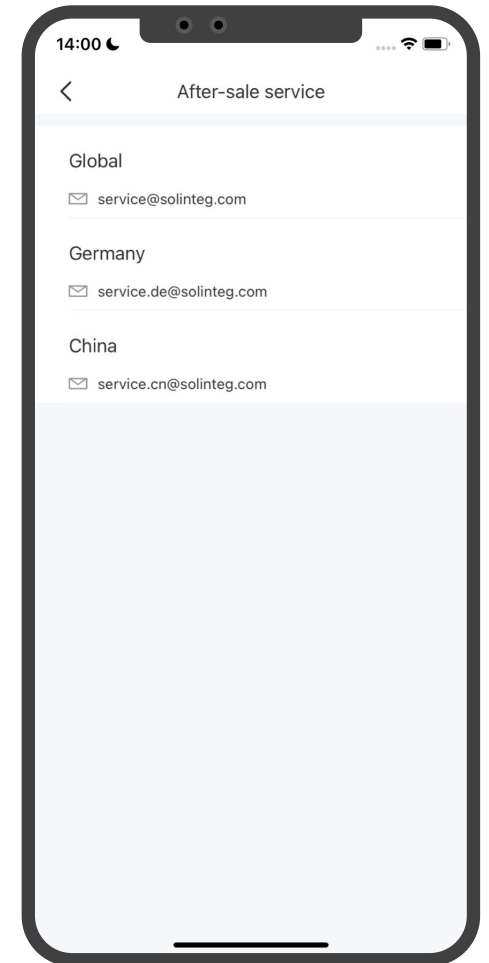 14:00
After-sale service
Global
service@solinteg.com
Germany
service.de@solinteg.com
China
service.cn@solinteg.com